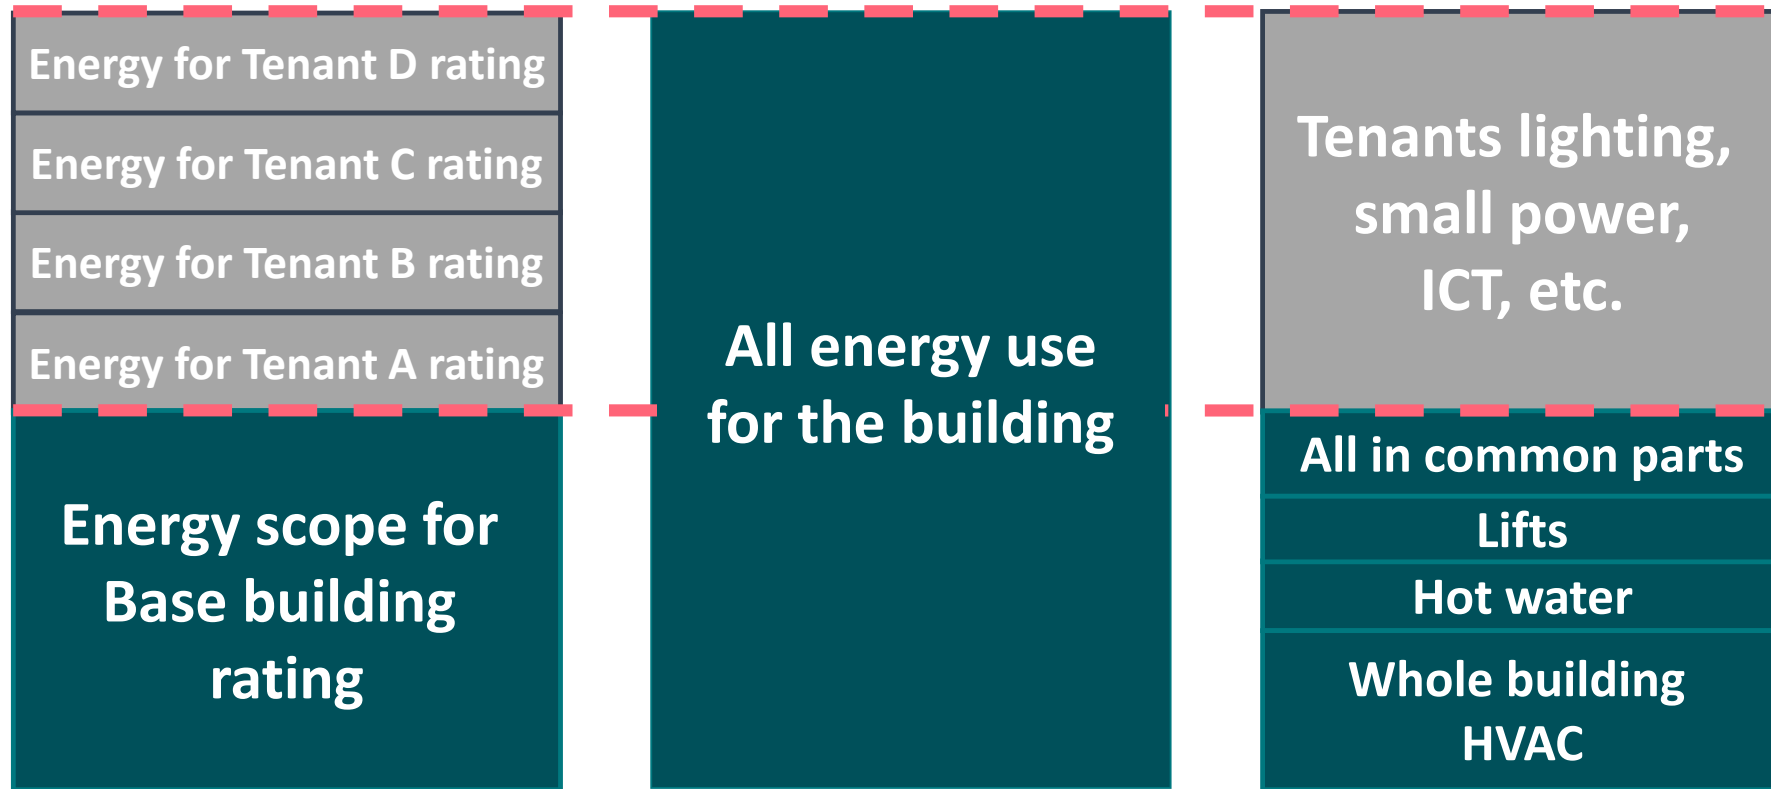 Energy for Tenant D rating
Energy for Tenant C rating
Energy for Tenant B rating
Energy for Tenant A rating
Energy scope for
Base building
rating
All energy use
for the building
Tenants lighting,
small power,
ICT, etc.
All in common parts
Lifts
Hot water
Whole building
HVAC